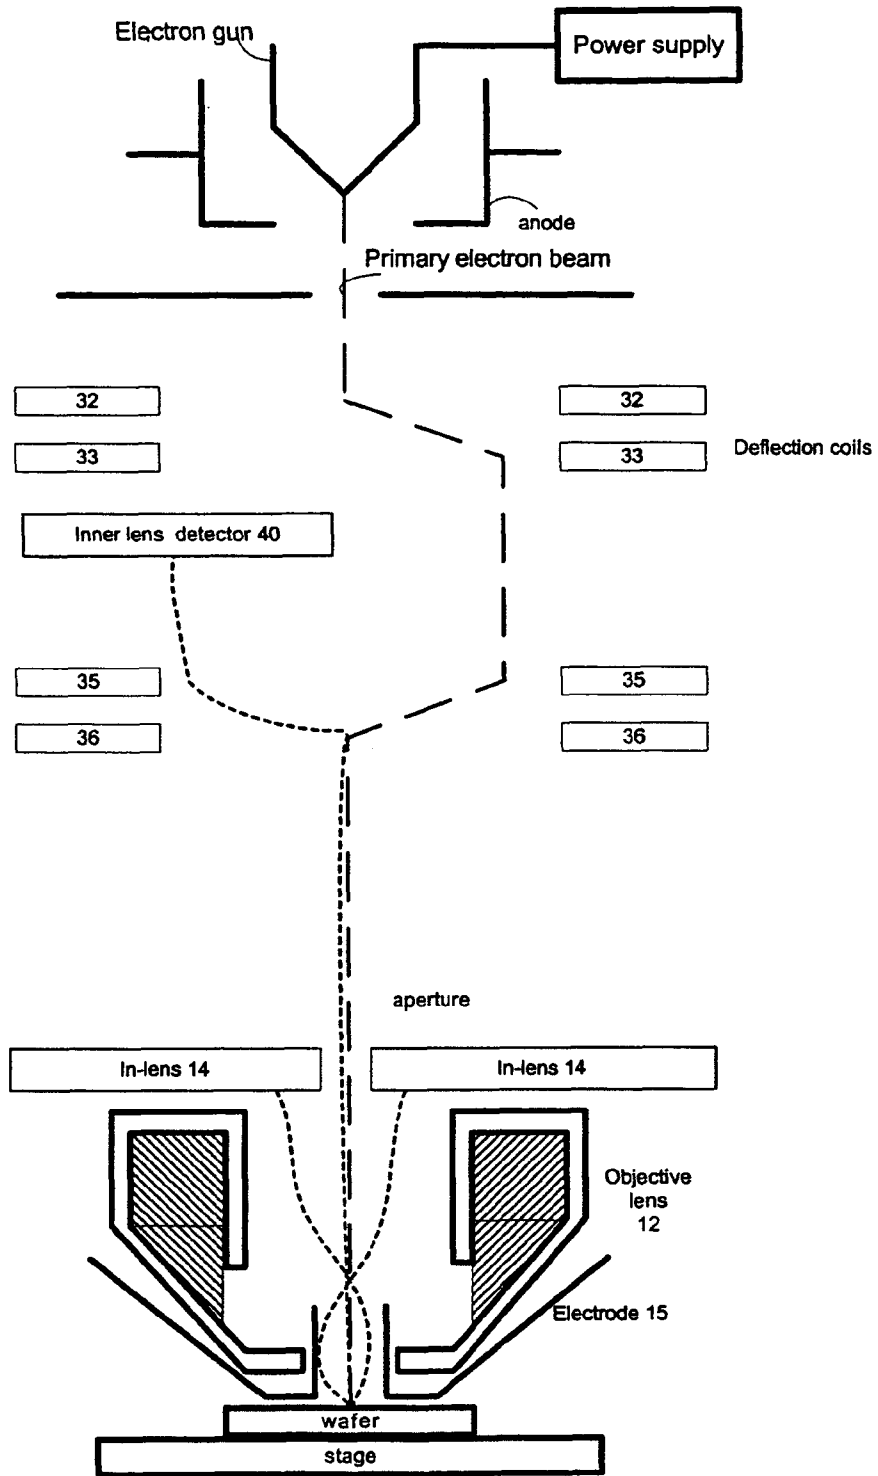 Electron gun
Power supply
anode
Primary electron beam
32
32
33
33
Deflection coils
Inner lens detector 40
35
35
36
36
aperture
In-lens 14
In-lens 14
Objective
lens
12
Electrode 15
wafer
stage